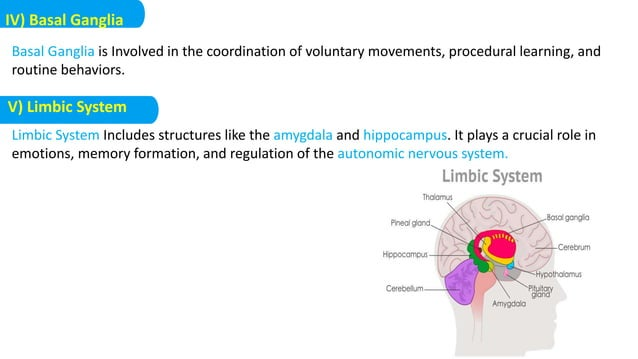 IV) Basal Ganglia
Basal Ganglia is Involved in the coordination of voluntary movements, procedural learning, and
routine behaviors.
V) Limbic System
Limbic System Includes structures like the amygdala and hippocampus. It plays a crucial role in
emotions, memory formation, and regulation of the autonomic nervous system.
Limbic System
Thalamus
Basal ganglia
Pineal gland
Cerebrum
Hippocampus
Hypothalamus
Cerebellum
Pituitary
gland
Amygdala